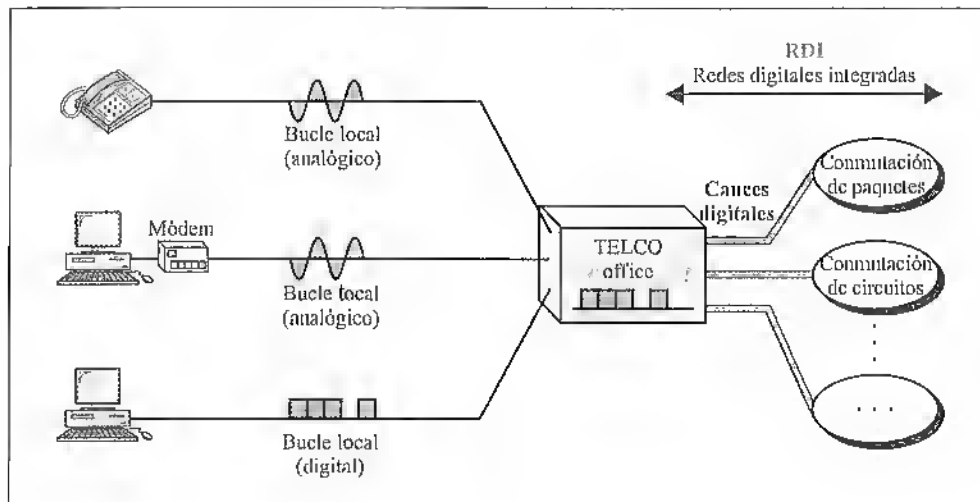 RDI
Redes digitales integradas
Bucle local
(analógico)
Módem
Bucle local
(analógico)
Bucle local
(digital)
TELCO
office
Cauces
digitales
Conmutación
de paquetes
Conmutación
de circuitos
. . .